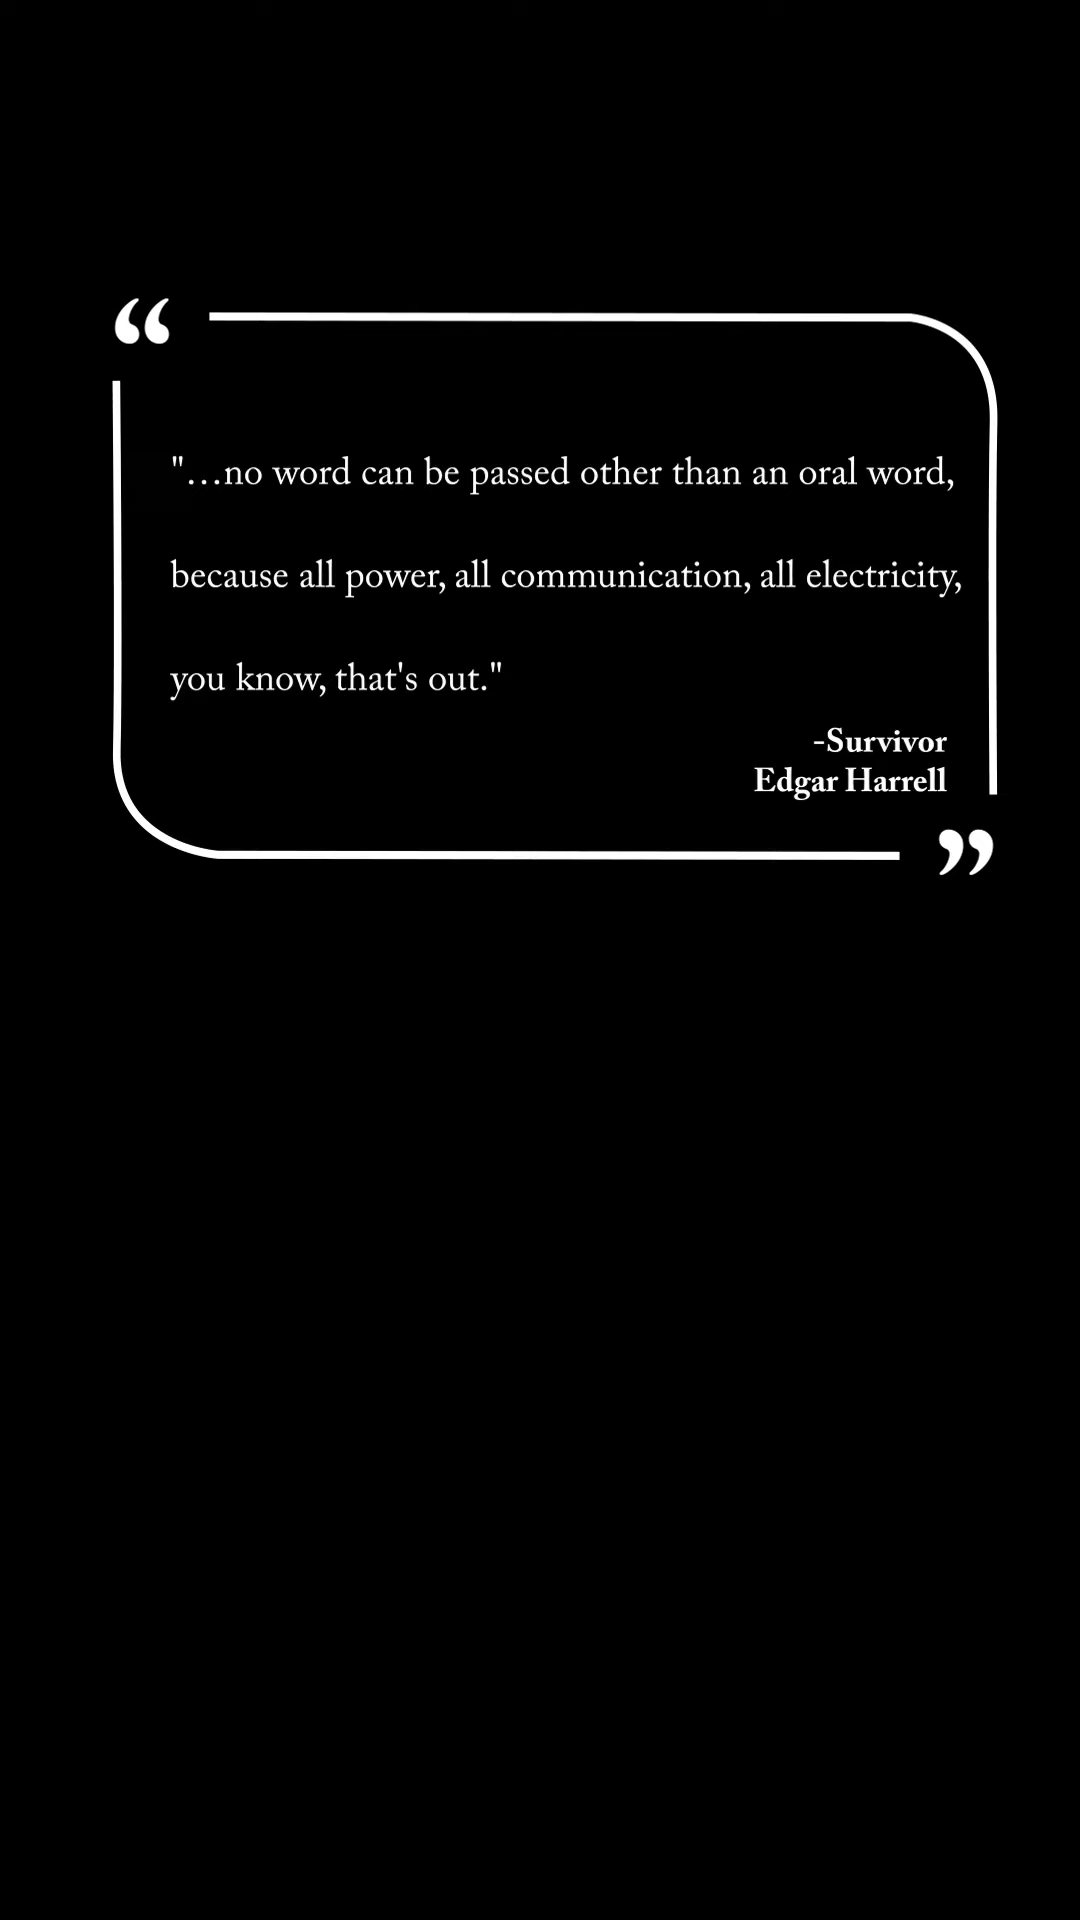 "…no word can be passed other than an oral word,
because all power, all communication, all electricity,
you know, that's out."
-Survivor
Edgar Harrell